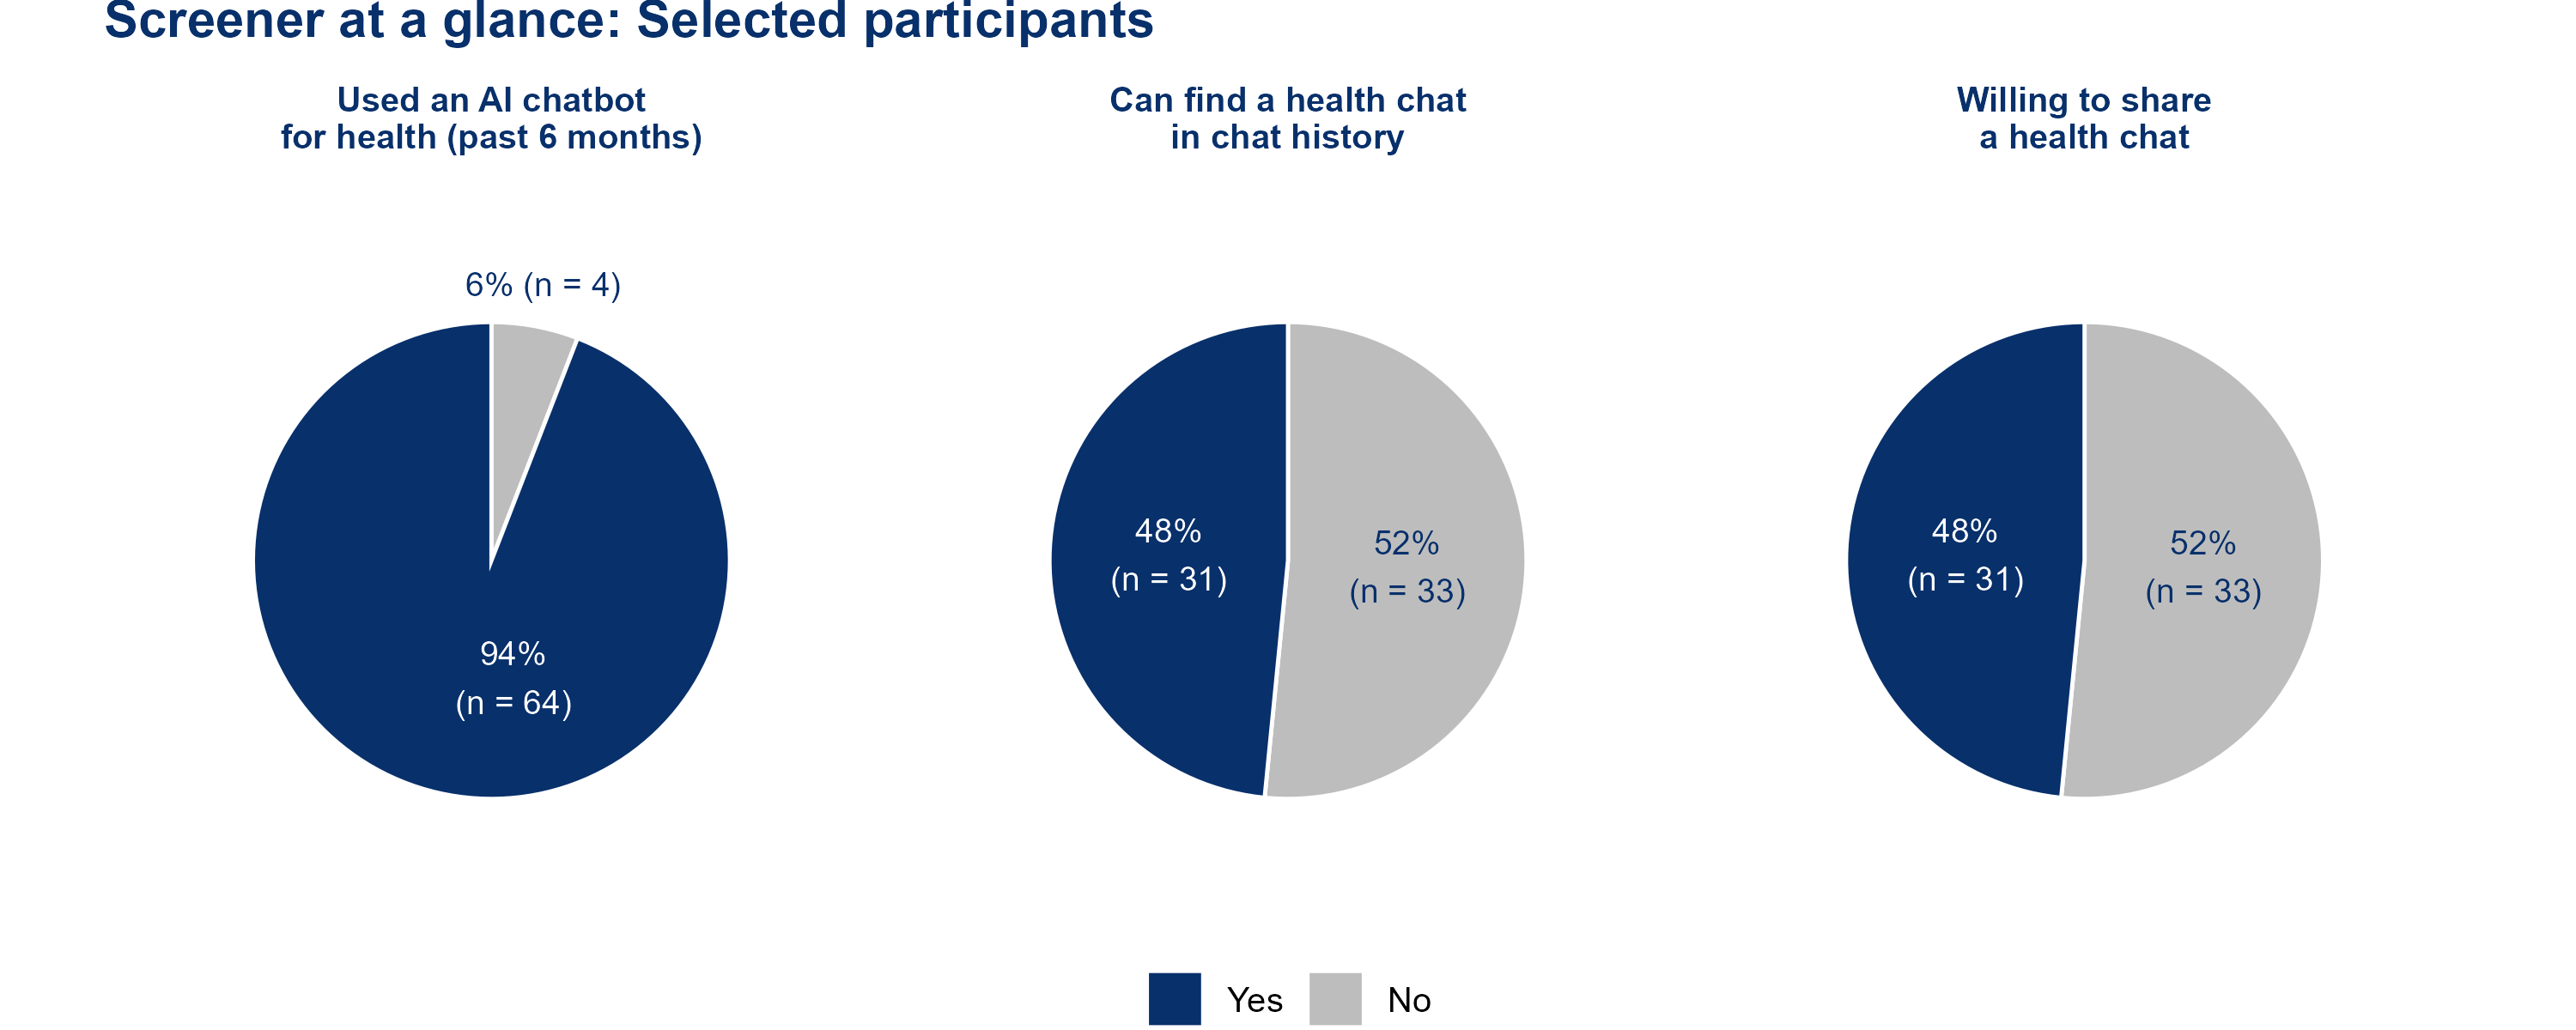 Screener at a glance: Selected participants
Used an AI chatbot
for health (past 6 months)
6% (n = 4)
94%
(n = 64)
Can find a health chat
in chat history
48%
(n = 31)
52%
(n = 33)
Willing to share
a health chat
48%
(n = 31)
52%
(n = 33)
Yes
No